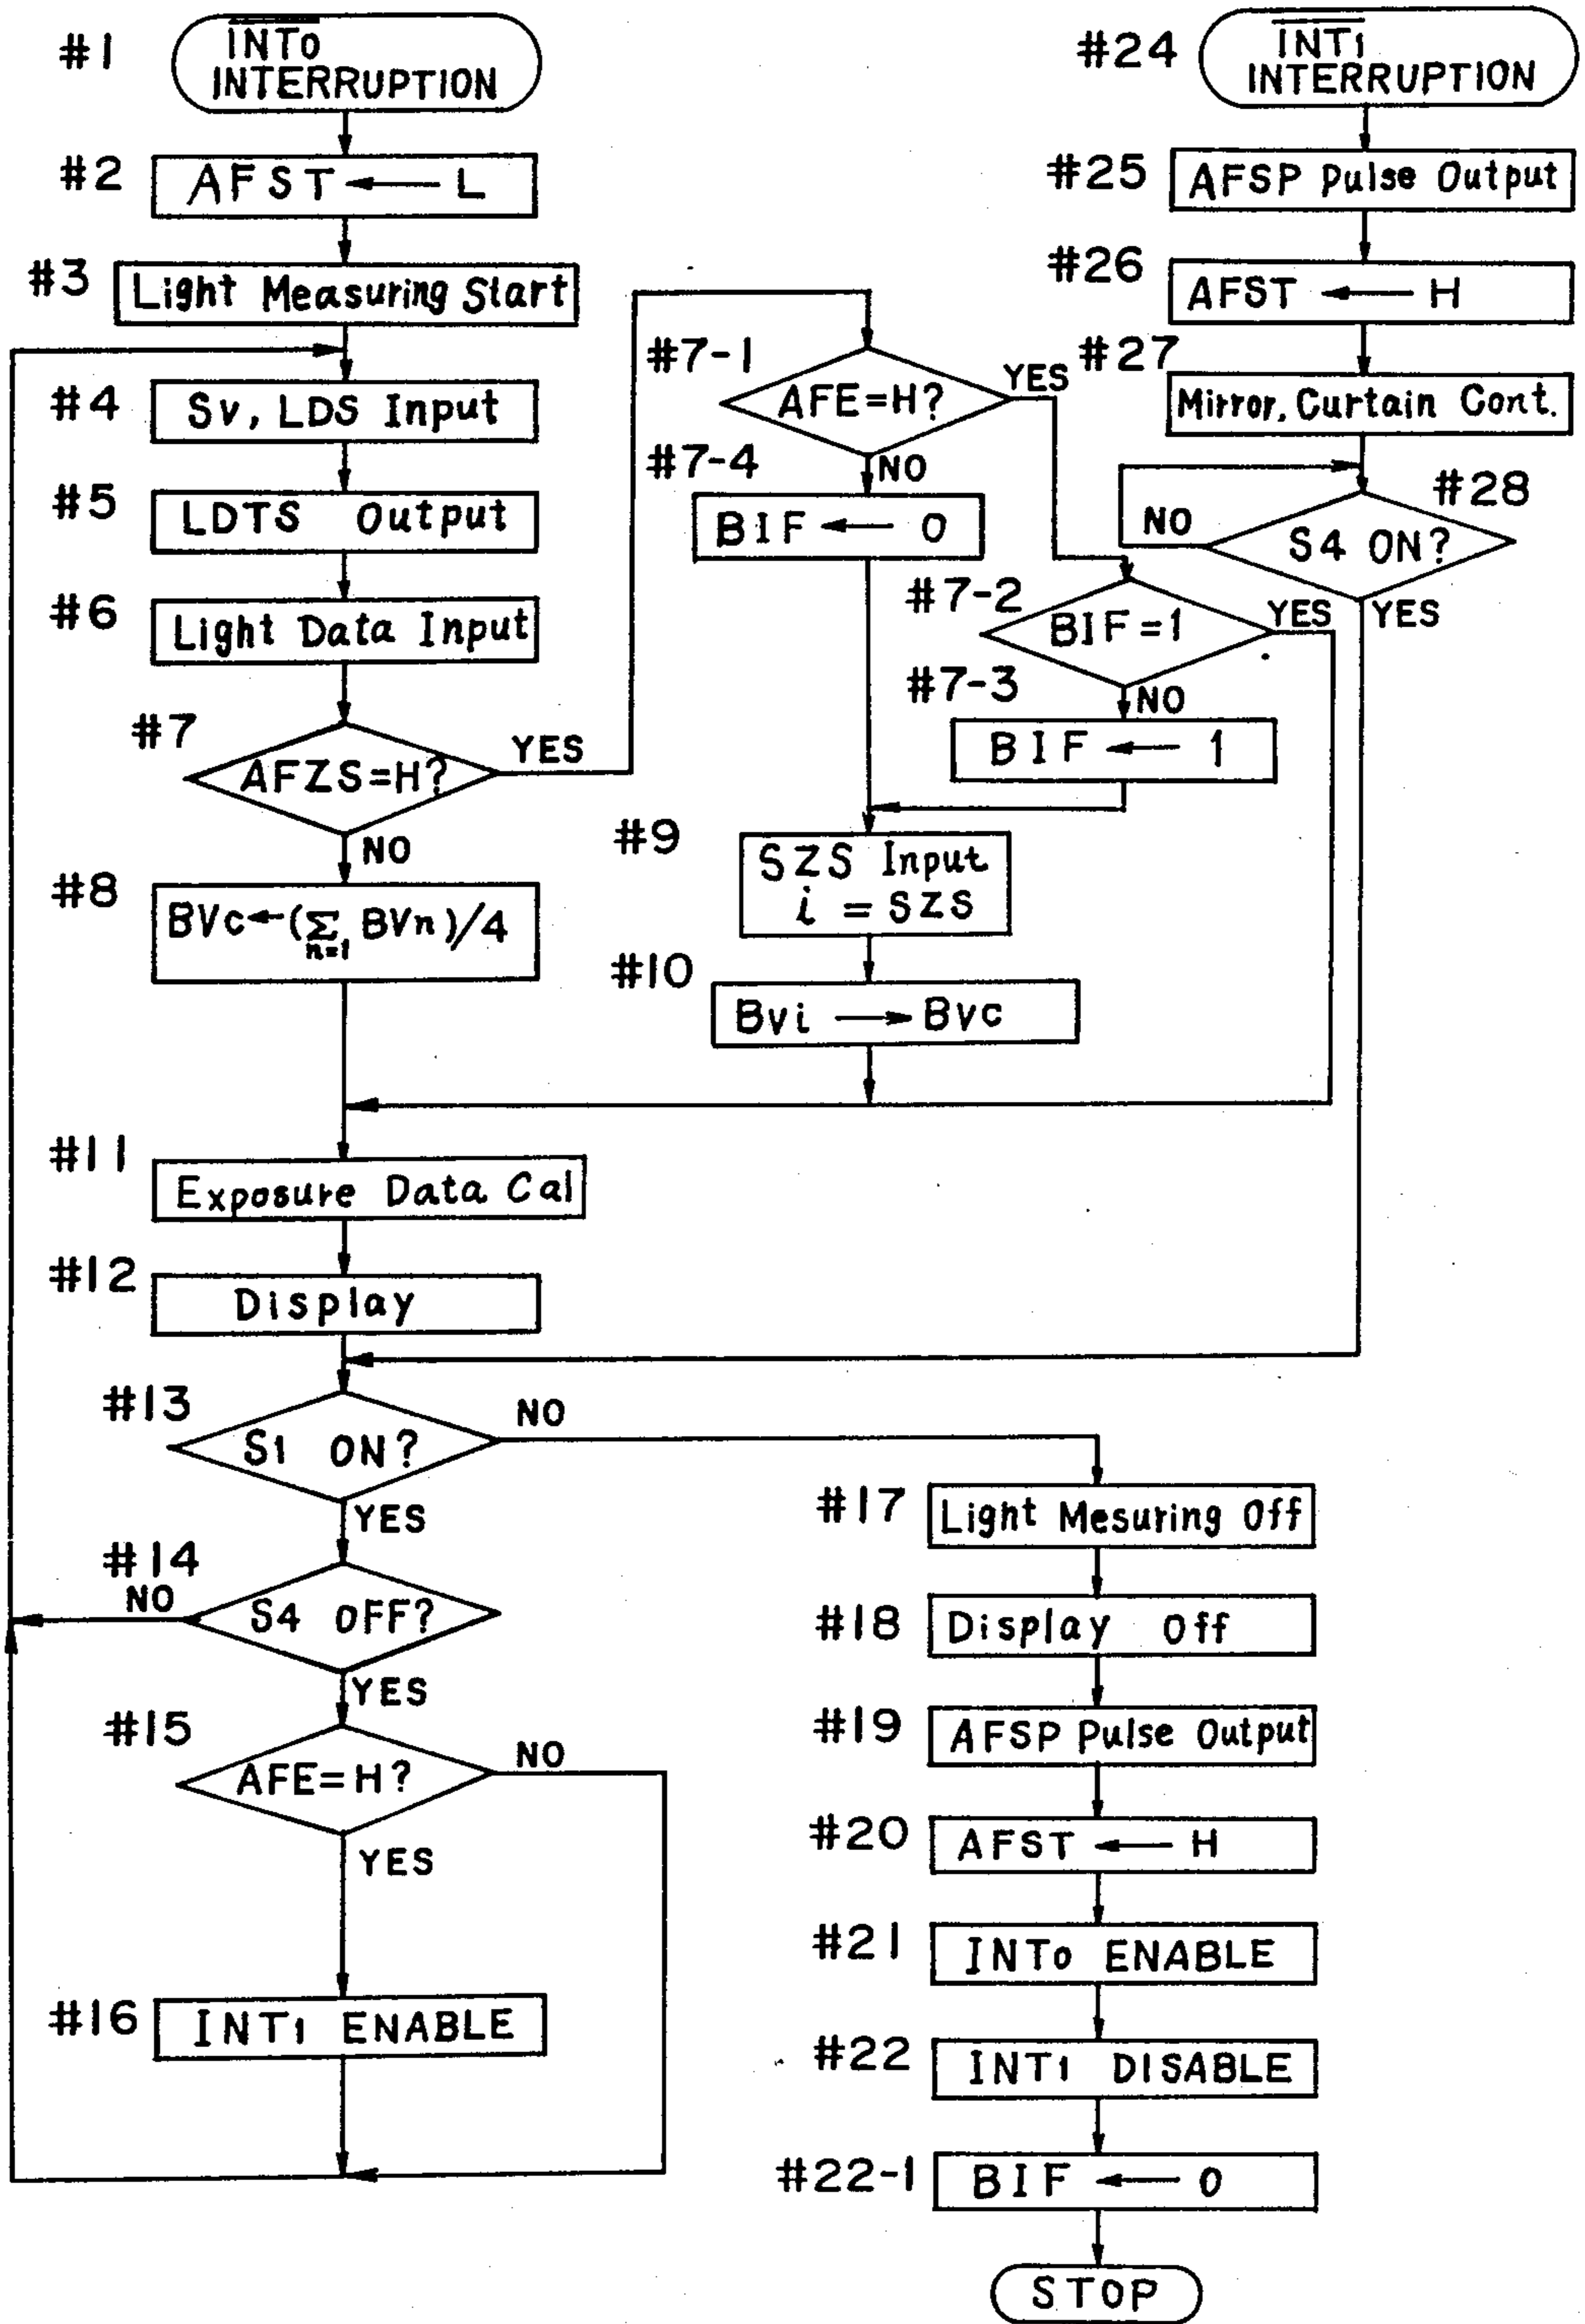 #1
INT0
INTERRUPTION
#2
AFST ← L
#3
Light Measuring Start
#4
Sv, LDS Input
#5
LDTS Output
#6
Light Data Input
#7
AFZS=H?
YES
NO
#8
BVc←(Σ BVn)/4
n=1
#7-1
AFE=H?
YES
#7-4
NO
BIF ← 0
#7-2
BIF=1
YES
#7-3
NO
BIF ← 1
#9
SZS Input
i = SZS
#10
Bvi → Bvc
#11
Exposure Data Cal
#12
Display
#13
S1 ON?
NO
YES
#14
NO
S4 OFF?
YES
#15
AFE=H?
NO
YES
#16
INT1 ENABLE
#17
Light Mesuring Off
#18
Display Off
#19
AFSP Pulse Output
#20
AFST ← H
#21
INT0 ENABLE
#22
INT1 DISABLE
#22-1
BIF ← 0
STOP
#24
INT1
INTERRUPTION
#25
AFSP Pulse Output
#26
AFST ← H
#27
Mirror, Curtain Cont.
#28
NO
S4 ON?
YES